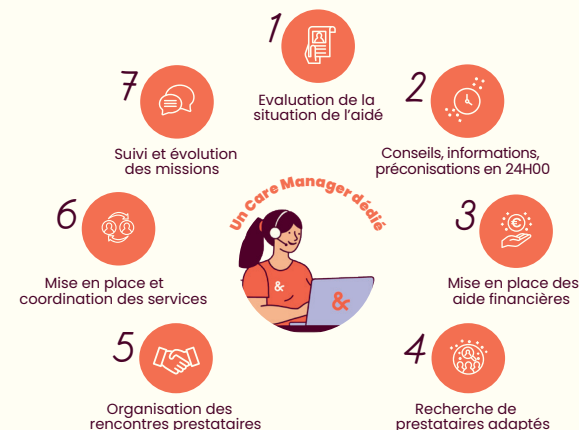 1
Evaluation de la
situation de l'aidé
2
Conseils, informations,
préconisations en 24H00
3
Mise en place des
aide financières
4
Recherche de
prestataires adaptés
5
Organisation des
rencontres prestataires
6
Mise en place et
coordination des services
7
Suivi et évolution
des missions
Un Care Manager dédié
&
&